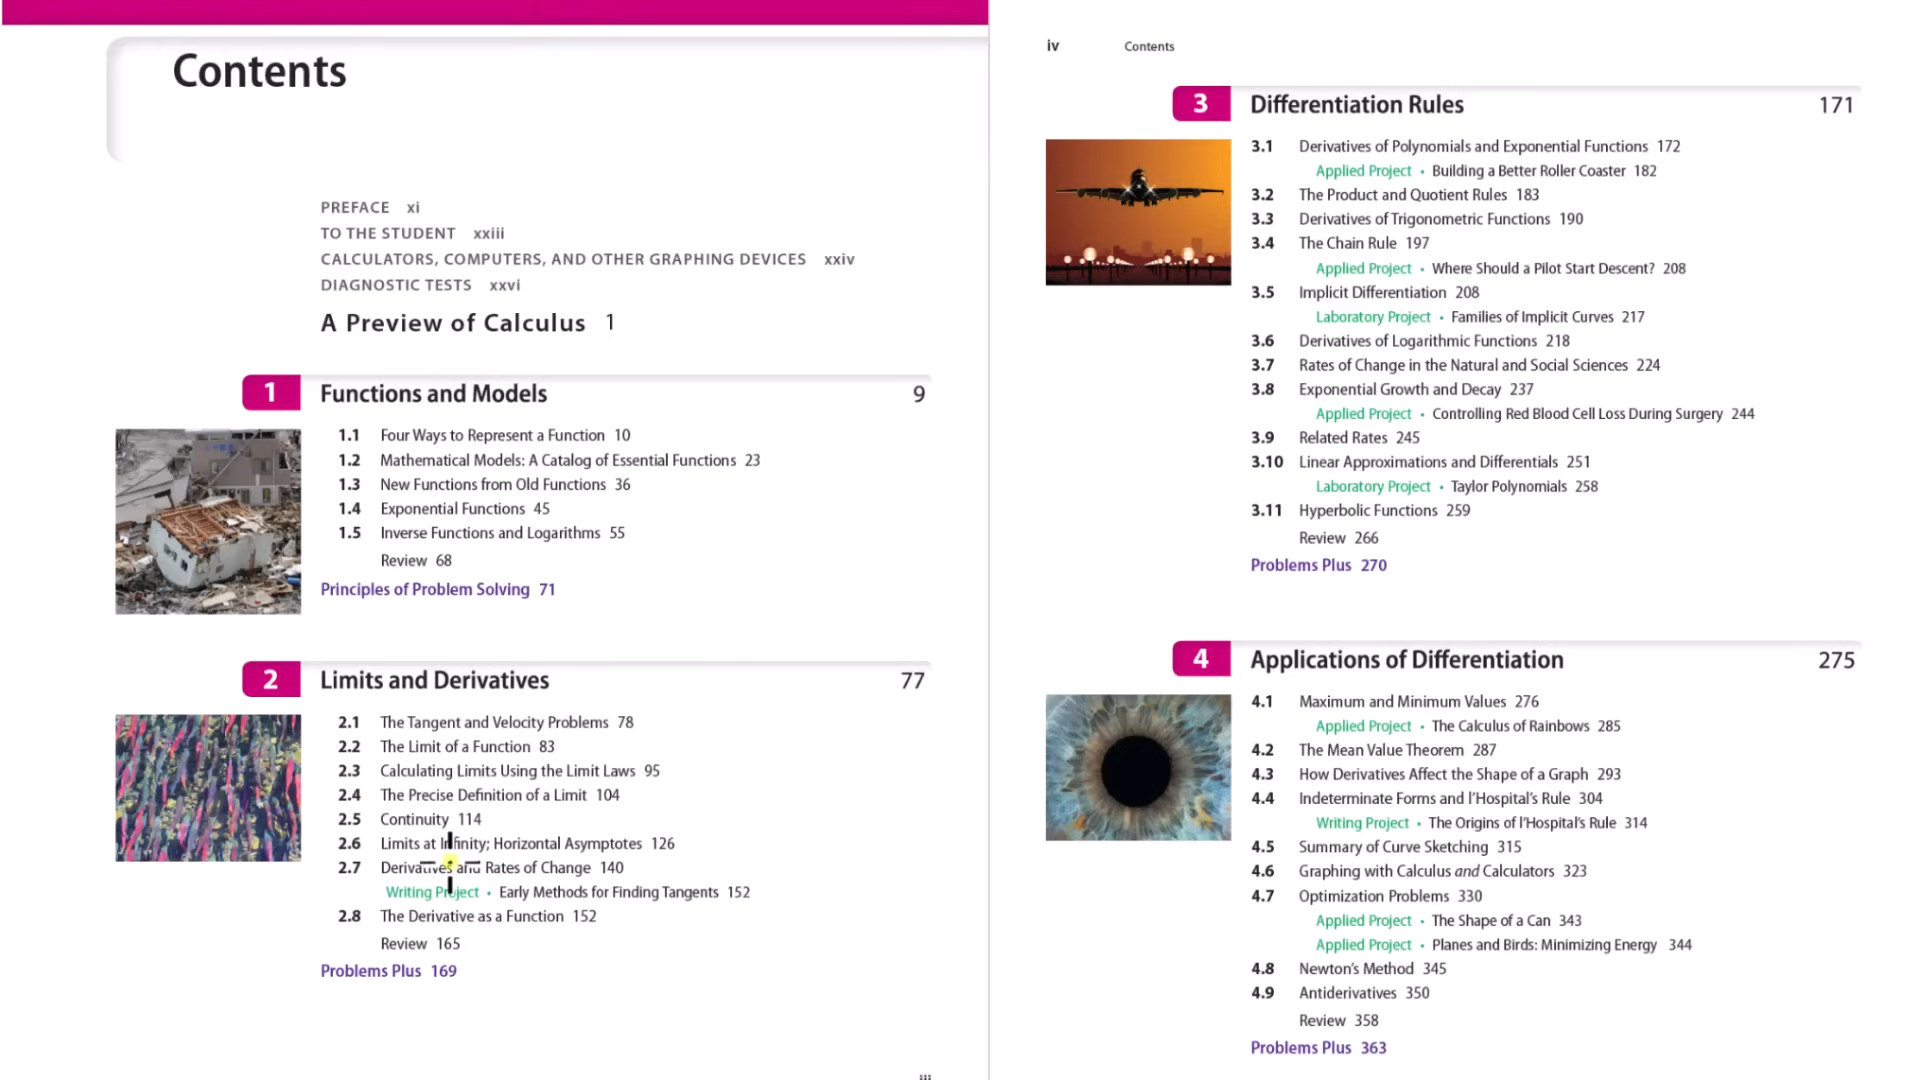 Contents
PREFACE xi
TO THE STUDENT xxiii
CALCULATORS, COMPUTERS, AND OTHER GRAPHING DEVICES xxiv
DIAGNOSTIC TESTS xxvi
A Preview of Calculus 1
1 Functions and Models 9
1.1 Four Ways to Represent a Function 10
1.2 Mathematical Models: A Catalog of Essential Functions 23
1.3 New Functions from Old Functions 36
1.4 Exponential Functions 45
1.5 Inverse Functions and Logarithms 55
Review 68
Principles of Problem Solving 71
2 Limits and Derivatives 77
2.1 The Tangent and Velocity Problems 78
2.2 The Limit of a Function 83
2.3 Calculating Limits Using the Limit Laws 95
2.4 The Precise Definition of a Limit 104
2.5 Continuity 114
2.6 Limits at Infinity; Horizontal Asymptotes 126
2.7 Derivatives and Rates of Change 140
Writing Project • Early Methods for Finding Tangents 152
2.8 The Derivative as a Function 152
Review 165
Problems Plus 169
iii
iv Contents
3 Differentiation Rules 171
3.1 Derivatives of Polynomials and Exponential Functions 172
Applied Project • Building a Better Roller Coaster 182
3.2 The Product and Quotient Rules 183
3.3 Derivatives of Trigonometric Functions 190
3.4 The Chain Rule 197
Applied Project • Where Should a Pilot Start Descent? 208
3.5 Implicit Differentiation 208
Laboratory Project • Families of Implicit Curves 217
3.6 Derivatives of Logarithmic Functions 218
3.7 Rates of Change in the Natural and Social Sciences 224
3.8 Exponential Growth and Decay 237
Applied Project • Controlling Red Blood Cell Loss During Surgery 244
3.9 Related Rates 245
3.10 Linear Approximations and Differentials 251
Laboratory Project • Taylor Polynomials 258
3.11 Hyperbolic Functions 259
Review 266
Problems Plus 270
4 Applications of Differentiation 275
4.1 Maximum and Minimum Values 276
Applied Project • The Calculus of Rainbows 285
4.2 The Mean Value Theorem 287
4.3 How Derivatives Affect the Shape of a Graph 293
4.4 Indeterminate Forms and l'Hospital's Rule 304
Writing Project • The Origins of l'Hospital's Rule 314
4.5 Summary of Curve Sketching 315
4.6 Graphing with Calculus and Calculators 323
4.7 Optimization Problems 330
Applied Project • The Shape of a Can 343
Applied Project • Planes and Birds: Minimizing Energy 344
4.8 Newton's Method 345
4.9 Antiderivatives 350
Review 358
Problems Plus 363